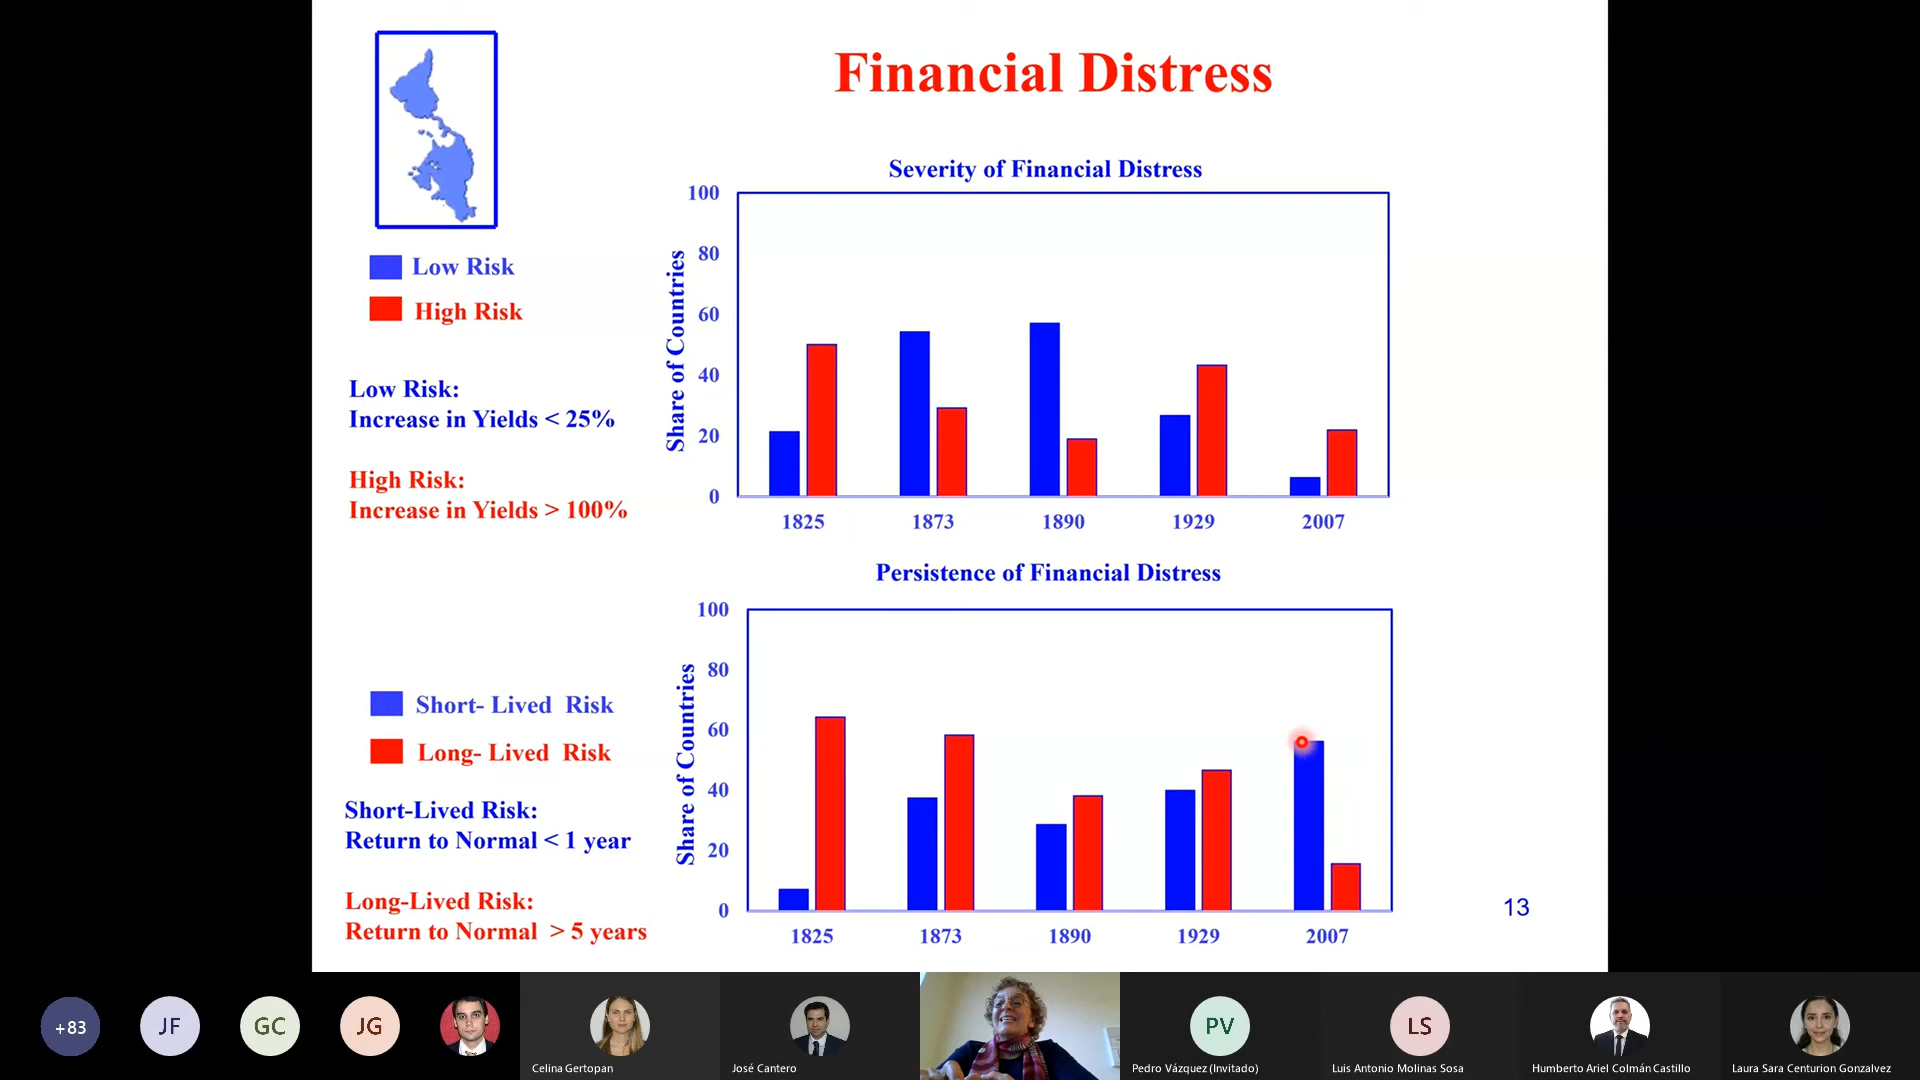 Financial Distress
Low Risk
High Risk
Low Risk:
Increase in Yields < 25%
High Risk:
Increase in Yields > 100%
Severity of Financial Distress
Share of Countries
100
80
60
40
20
0
1825 1873 1890 1929 2007
Persistence of Financial Distress
Short- Lived Risk
Long- Lived Risk
Short-Lived Risk:
Return to Normal < 1 year
Long-Lived Risk:
Return to Normal > 5 years
Share of Countries
100
80
60
40
20
0
1825 1873 1890 1929 2007
13
+83
JF
GC
JG
Celina Gertopan
José Cantero
PV
Pedro Vázquez (Invitado)
LS
Luis Antonio Molinas Sosa
Humberto Ariel Colmán Castillo
Laura Sara Centurion Gonzalvez